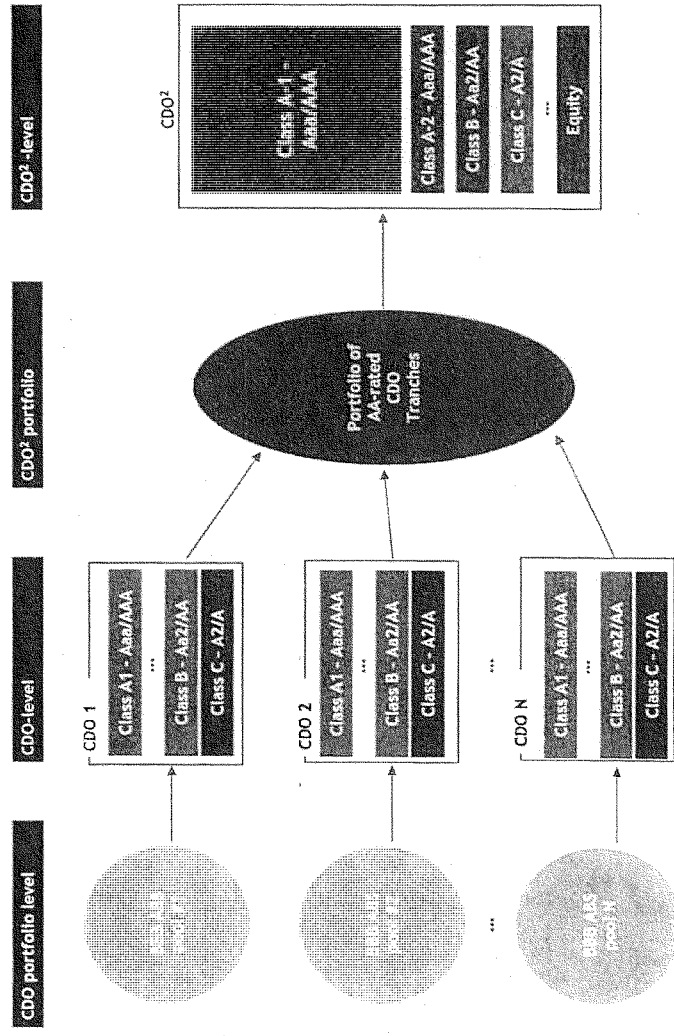 CDO portfolio level
CDO-level
CDO² portfolio
CDO² -level
BBB ABS
pool N
...
CDO 1
Class A1 - Aaa/AAA
...
Class B - Aa2/AA
Class C - A2/A
CDO 2
Class A1 - Aaa/AAA
...
Class B - Aa2/AA
Class C - A2/A
...
CDO N
Class A1 - Aaa/AAA
...
Class B - Aa2/AA
Class C - A2/A
Portfolio of
AA-rated
CDO
Tranches
CDO²
Class A-1 -
Aaa/AAA
Class A-2 - Aaa/AAA
Class B - Aa2/AA
Class C - A2/A
...
Equity